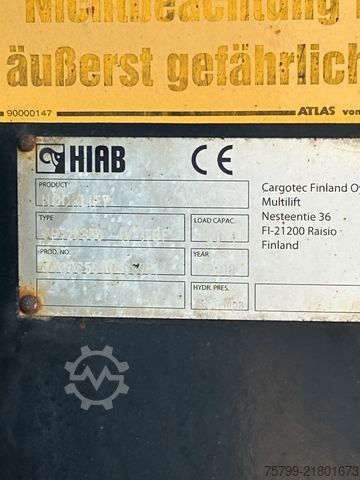 Nichtbeachtung
äußerst gefährlich
90000147
ATLAS von
HIAB
CE
PRODUCT
TYPE
LOAD CAPAC.
PROD. NO.
YEAR
HYDR. PRES.
Cargotec Finland Oy
Multilift
Nesteentie 36
FI-21200 Raisio
Finland
75799-21801673